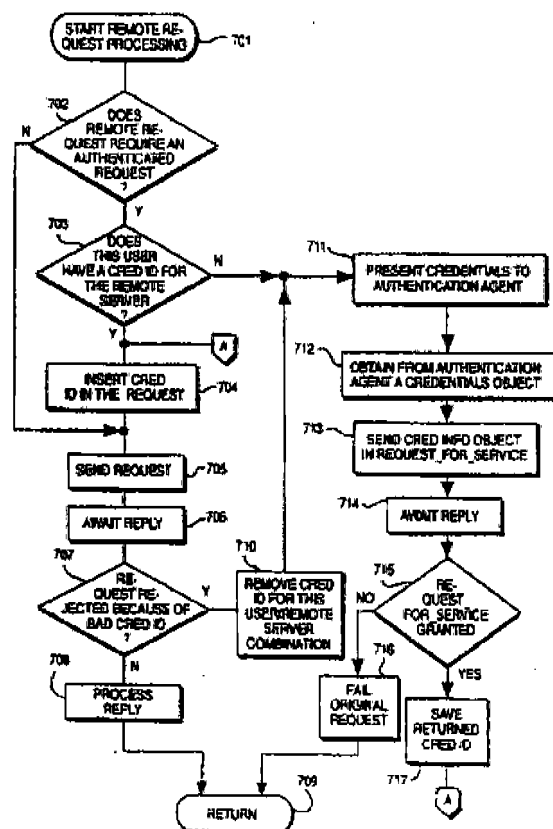 START REMOTE RE-
QUEST PROCESSING
701
702
DOES
REMOTE RE-
QUEST REQUIRE AN
AUTHENTICATED
REQUEST
?
N
Y
703
DOES
THIS USER
HAVE A CRED ID FOR
THE REMOTE
SERVER
?
N
Y
A
INSERT CRED
ID IN THE REQUEST
704
SEND REQUEST
705
AWAIT REPLY
706
707
RE-
QUEST RE-
JECTED BECAUSE OF
BAD CRED ID
?
Y
N
708
PROCESS
REPLY
RETURN
709
710
REMOVE CRED
ID FOR THIS
USER/REMOTE
SERVER
COMBINATION
711
PRESENT CREDENTIALS TO
AUTHENTICATION AGENT
712
OBTAIN FROM AUTHENTICATION
AGENT A CREDENTIALS OBJECT
713
SEND CRED INFO OBJECT
IN REQUEST_FOR_SERVICE
714
AWAIT REPLY
715
RE-
QUEST
FOR_SERVICE
GRANTED
NO
YES
716
FAIL
ORIGINAL
REQUEST
SAVE
RETURNED
CRED ID
717
A